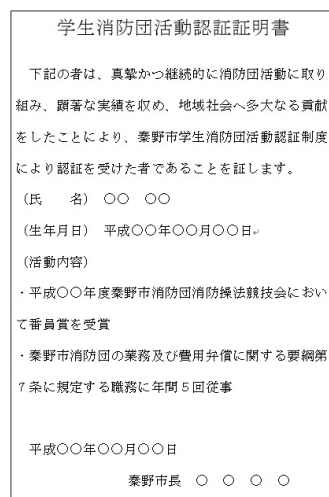 学生消防団活動認証証明書
下記の者は、真摯かつ継続的に消防団活動に取り
組み、顕著な実績を収め、地域社会へ多大なる貢献
をしたことにより、秦野市学生消防団活動認証制度
により認証を受けた者であることを証します。
（氏　　名）〇〇　〇〇
（生年月日）　平成〇〇年〇〇月〇〇日
（活動内容）
・平成〇〇年度秦野市消防団消防操法競技会におい
て番員賞を受賞
・秦野市消防団の業務及び費用弁償に関する要綱第
７条に規定する職務に年間５回従事
平成〇〇年〇〇月〇〇日
秦野市長　〇　〇　〇　〇